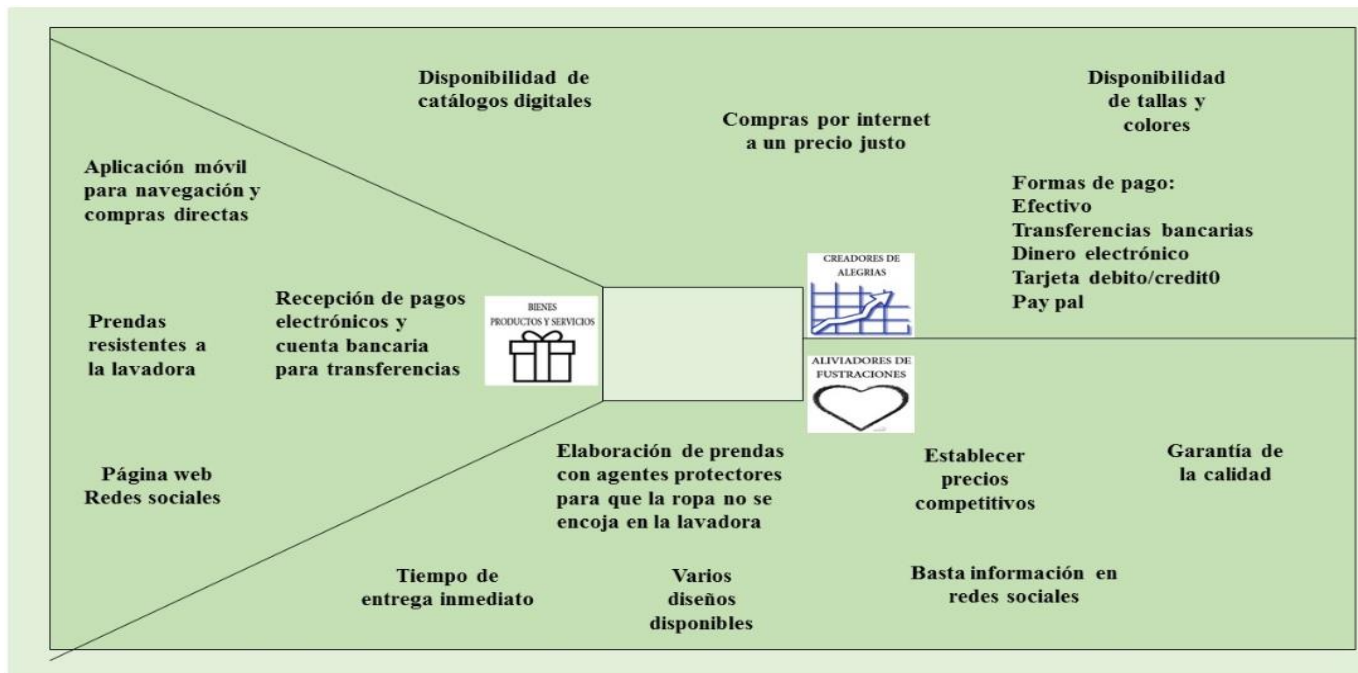 Disponibilidad de
catálogos digitales
Compras por internet
a un precio justo
Disponibilidad
de tallas y
colores
Formas de pago:
Efectivo
Transferencias bancarias
Dinero electrónico
Tarjeta debito/credit0
Pay pal
CREADORES DE
ALEGRIAS
Aplicación móvil
para navegación y
compras directas
Prendas
resistentes a
la lavadora
Recepción de pagos
electrónicos y
cuenta bancaria
para transferencias
BIENES
PRODUCTOS Y SERVICIOS
Página web
Redes sociales
ALIVIADORES DE
FUSTRACIONES
Elaboración de prendas
con agentes protectores
para que la ropa no se
encoja en la lavadora
Establecer
precios
competitivos
Garantía de
la calidad
Tiempo de
entrega inmediato
Varios
diseños
disponibles
Basta información en
redes sociales